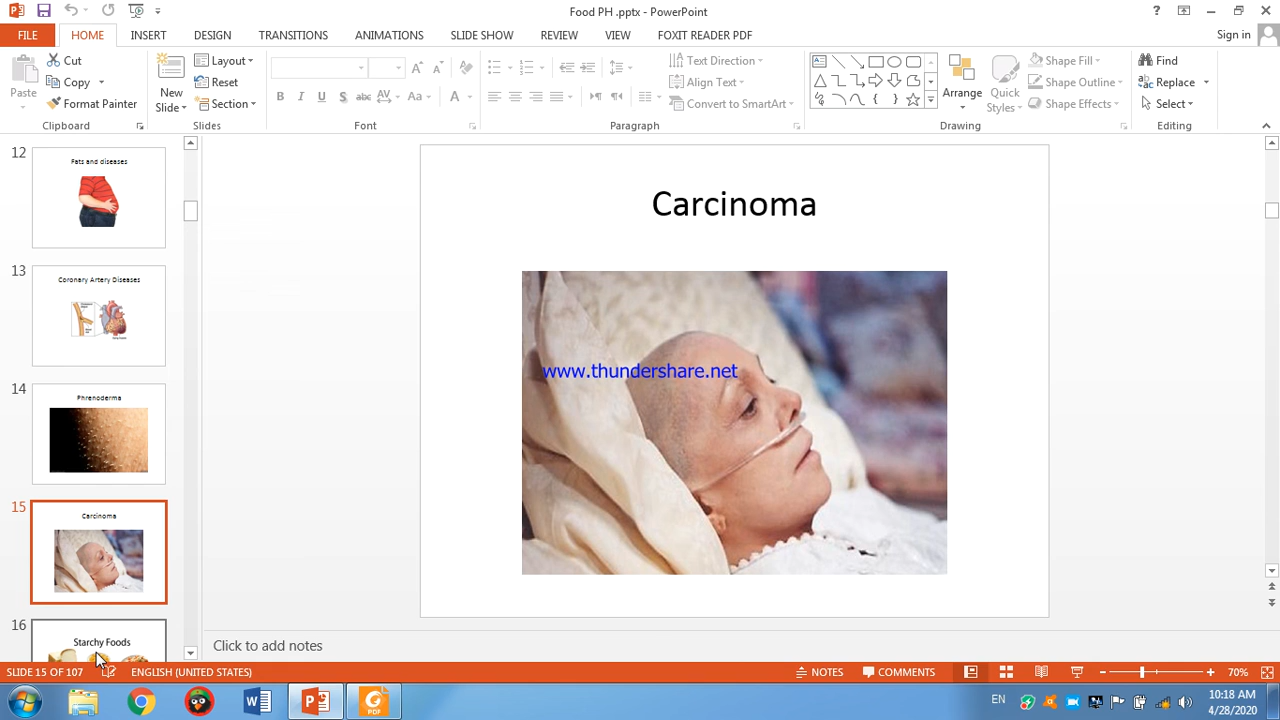 Food PH .pptx - PowerPoint
?
Sign in
FILE
HOME
INSERT
DESIGN
TRANSITIONS
ANIMATIONS
SLIDE SHOW
REVIEW
VIEW
FOXIT READER PDF
Paste
Cut
Copy
Format Painter
Clipboard
New
Slide
Layout
Reset
Section
Slides
B I U S abc AV Aa A
Font
Text Direction
Align Text
Convert to SmartArt
Paragraph
Arrange
Quick
Styles
Shape Fill
Shape Outline
Shape Effects
Drawing
Find
Replace
Select
Editing
12
Fats and diseases
13
Coronary Artery Diseases
14
Phrenoderma
15
Carcinoma
16
Starchy Foods
Carcinoma
www.thundershare.net
Click to add notes
SLIDE 15 OF 107
ENGLISH (UNITED STATES)
NOTES
COMMENTS
70%
PDF
EN
10:18 AM
4/28/2020